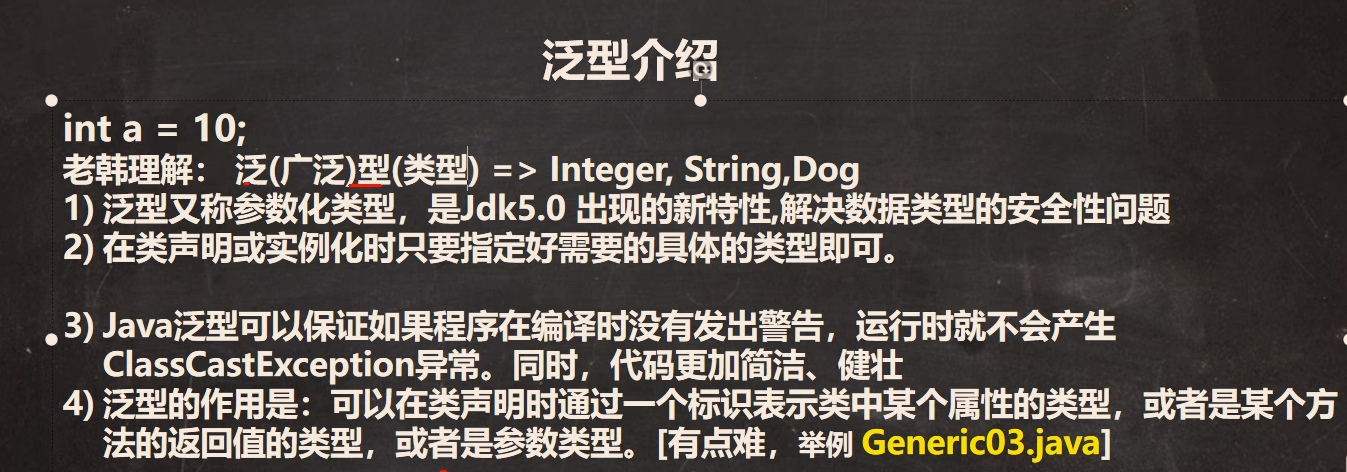 泛型介绍
int a = 10;
老韩理解： 泛(广泛)型(类型) => Integer, String,Dog
1) 泛型又称参数化类型，是Jdk5.0 出现的新特性,解决数据类型的安全性问题
2) 在类声明或实例化时只要指定好需要的具体的类型即可。
3) Java泛型可以保证如果程序在编译时没有发出警告，运行时就不会产生
ClassCastException异常。同时，代码更加简洁、健壮
4) 泛型的作用是：可以在类声明时通过一个标识表示类中某个属性的类型，或者是某个方
法的返回值的类型，或者是参数类型。[有点难，举例 Generic03.java]